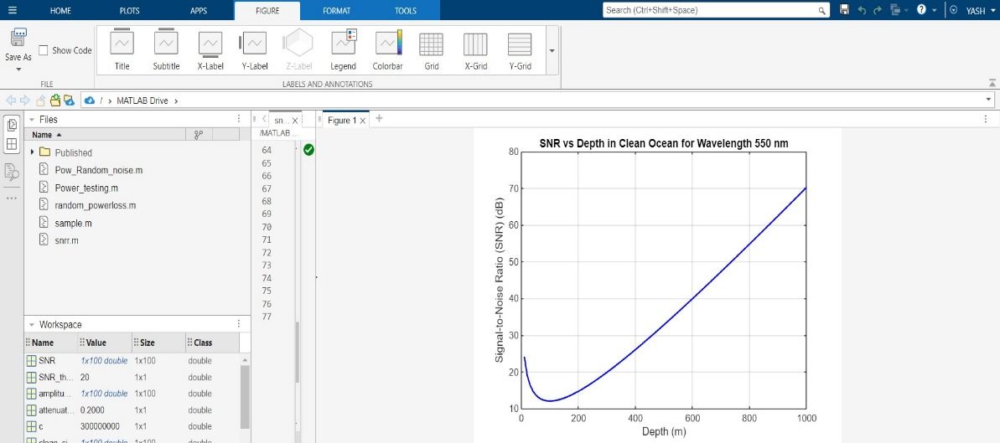 HOME PLOTS APPS FIGURE FORMAT TOOLS Search (Ctrl+Shift+Space) YASH
Save As
Show Code
Title Subtitle X-Label Y-Label Z-Label Legend Colorbar Grid X-Grid Y-Grid
FILE LABELS AND ANNOTATIONS
/ › MATLAB Drive ›
Files
Name
Published
Pow_Random_noise.m
Power_testing.m
random_powerloss.m
sample.m
snrr.m
Workspace
Name Value Size Class
SNR 1x100 double 1x100 double
SNR_th... 20 1x1 double
amplitu... 1x100 double 1x100 double
attenuat... 0.2000 1x1 double
c 300000000 1x1 double
sn... X
/MATLAB ...
64
65
66
67
68
69
70
71
72
73
74
75
76
77
Figure 1 X +
SNR vs Depth in Clean Ocean for Wavelength 550 nm
Signal-to-Noise Ratio (SNR) (dB)
80
70
60
50
40
30
20
10
0 200 400 600 800 1000
Depth (m)